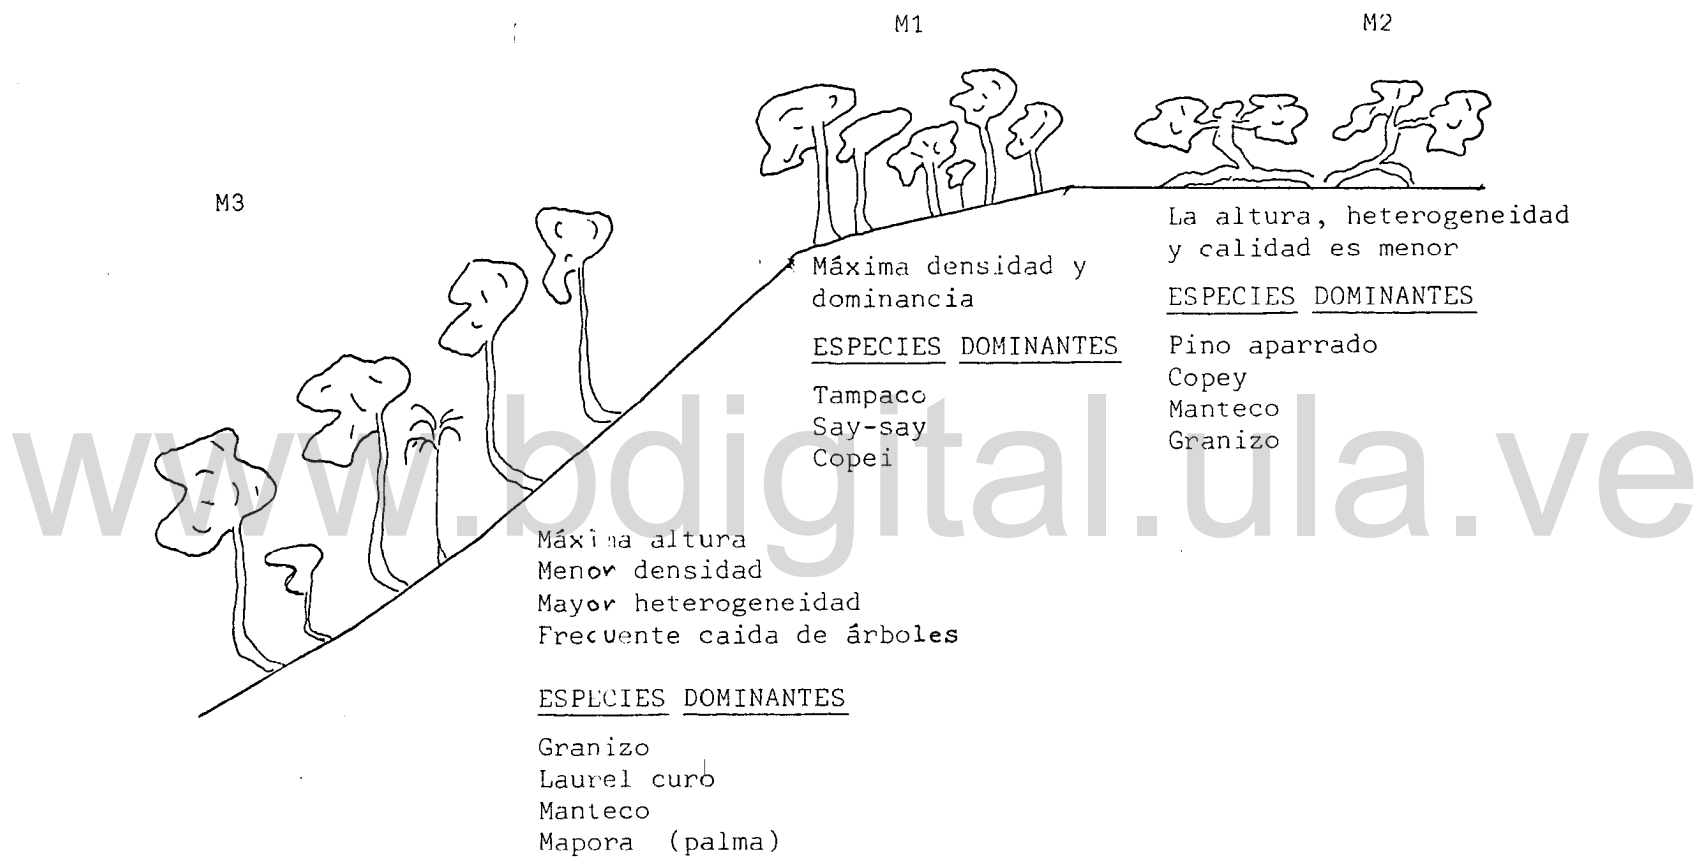 M1
M2
M3
La altura, heterogeneidad
y calidad es menor
ESPECIES DOMINANTES
Pino aparrado
Copey
Manteco
Granizo
Máxima densidad y
dominancia
ESPECIES DOMINANTES
Tampaco
Say-say
Copei
Máxima altura
Menor densidad
Mayor heterogeneidad
Frecuente caida de árboles
ESPECIES DOMINANTES
Granizo
Laurel curo
Manteco
Mapora (palma)
www.bdigital.ula.ve